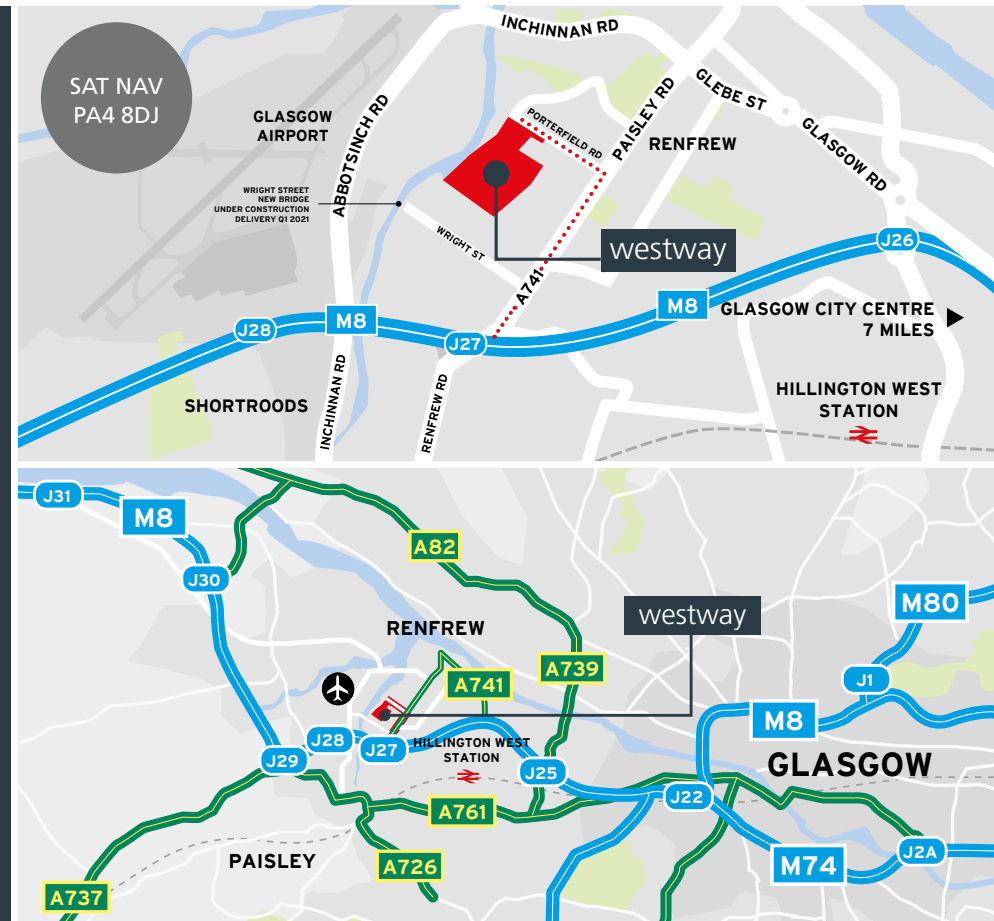 SAT NAV
PA4 8DJ
INCHINNAN RD
GLASGOW
AIRPORT
ABBOTSINCH RD
PORTERFIELD RD
PAISLEY RD
GLEBE ST
RENFREW
GLASGOW RD
WRIGHT STREET
NEW BRIDGE
UNDER CONSTRUCTION
DELIVERY Q1 2021
WRIGHT ST
westway
A741
J26
M8
GLASGOW CITY CENTRE
7 MILES
J28
M8
J27
INCHINNAN RD
RENFREW RD
SHORTROODS
HILLINGTON WEST
STATION
J31
M8
A82
J30
RENFREW
westway
M80
A741
A739
J1
M8
J28
J27
HILLINGTON WEST
STATION
J29
J25
GLASGOW
A761
J22
PAISLEY
A726
M74
J2A
A737